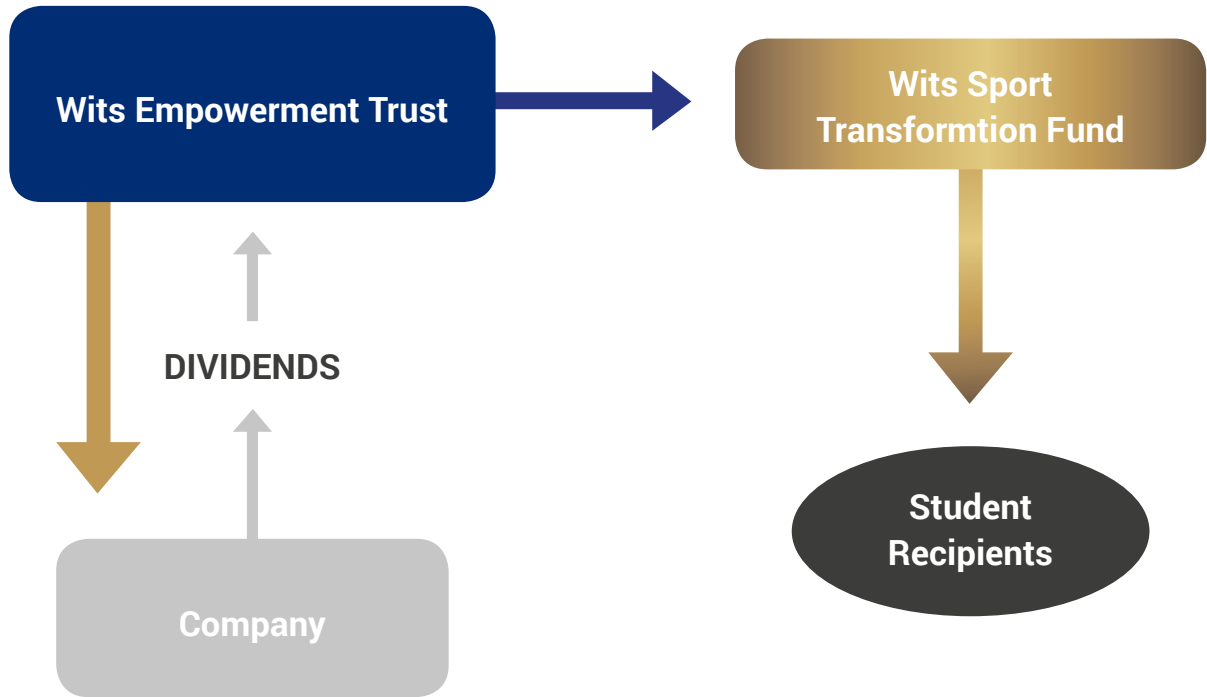 Wits Empowerment Trust
Wits Sport
Transformtion Fund
DIVIDENDS
Student
Recipients
Company